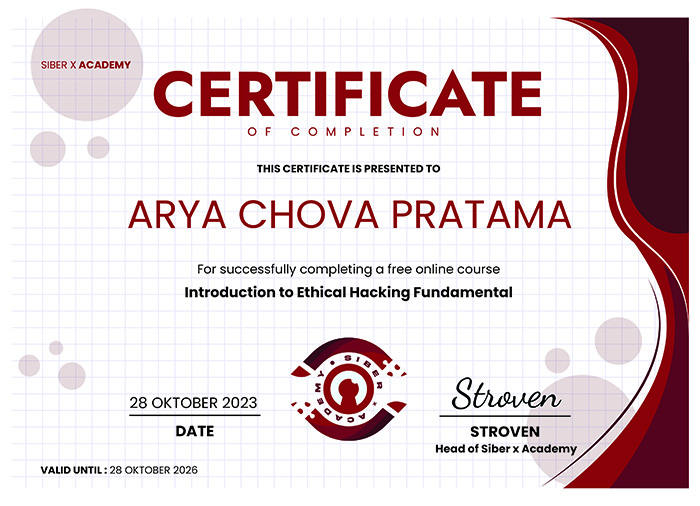 SIBER X ACADEMY
CERTIFICATE
OF COMPLETION
THIS CERTIFICATE IS PRESENTED TO
ARYA CHOVA PRATAMA
For successfully completing a free online course
Introduction to Ethical Hacking Fundamental
SIBER X ACADEMY
28 OKTOBER 2023
DATE
Stroven
STROVEN
Head of Siber x Academy
VALID UNTIL : 28 OKTOBER 2026